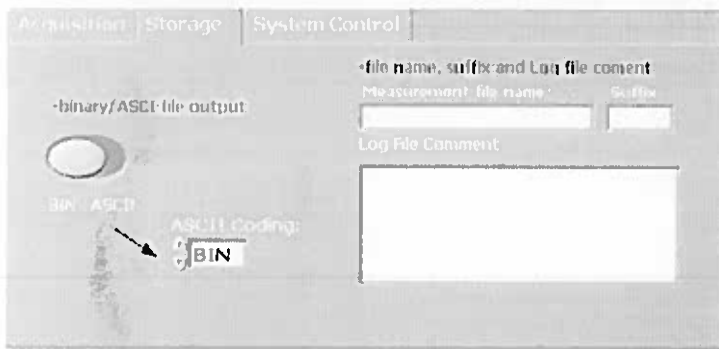 Acquisition Storage System Control
-file name, suffix and Log file coment
Measurement file name: Suffix
-binary/ASCI file output
Log File Comment
BIN ASCII
ASCII Coding:
BIN